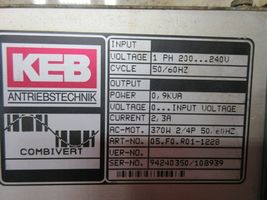 KEB
ANTRIEBSTECHNIK
COMBIVERT
INPUT
VOLTAGE 1 PH 200...240V
CYCLE 50/60HZ
OUTPUT
POWER 0,9KVA
VOLTAGE 0...INPUT VOLTAGE
CURRENT 2,3A
AC-MOT. 370W 2/4P 50/60HZ
ART-NO. 05.F0.R01-1228
VER-NO.
SER-NO. 94240350/108939